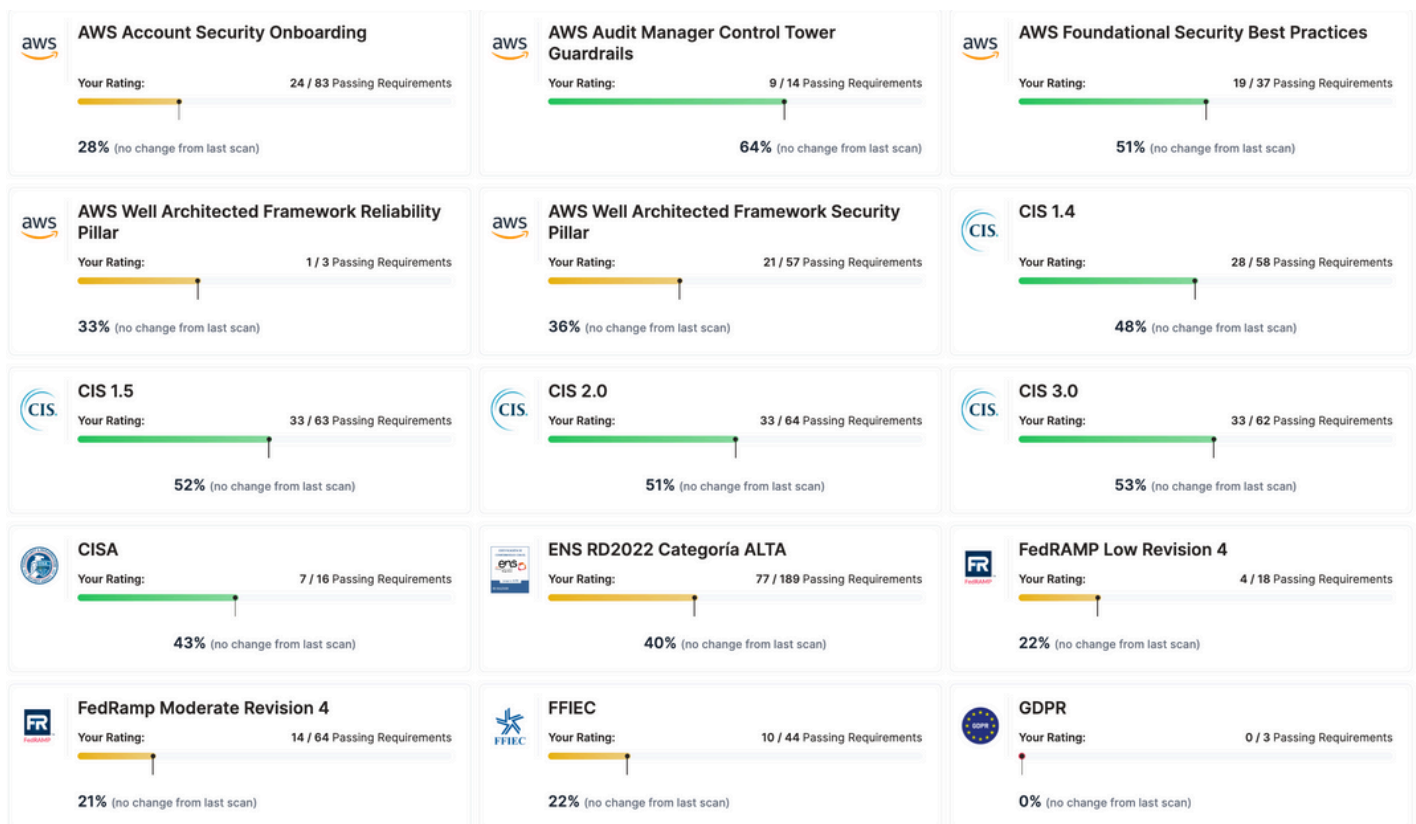 aws
AWS Account Security Onboarding
Your Rating:
24 / 83 Passing Requirements
28% (no change from last scan)
aws
AWS Audit Manager Control Tower
Guardrails
Your Rating:
9 / 14 Passing Requirements
64% (no change from last scan)
aws
AWS Foundational Security Best Practices
Your Rating:
19 / 37 Passing Requirements
51% (no change from last scan)
aws
AWS Well Architected Framework Reliability
Pillar
Your Rating:
1 / 3 Passing Requirements
33% (no change from last scan)
aws
AWS Well Architected Framework Security
Pillar
Your Rating:
21 / 57 Passing Requirements
36% (no change from last scan)
CIS.
CIS 1.4
Your Rating:
28 / 58 Passing Requirements
48% (no change from last scan)
CIS.
CIS 1.5
Your Rating:
33 / 63 Passing Requirements
52% (no change from last scan)
CIS.
CIS 2.0
Your Rating:
33 / 64 Passing Requirements
51% (no change from last scan)
CIS.
CIS 3.0
Your Rating:
33 / 62 Passing Requirements
53% (no change from last scan)
CISA
Your Rating:
7 / 16 Passing Requirements
43% (no change from last scan)
ens
ENS RD2022 Categoría ALTA
Your Rating:
77 / 189 Passing Requirements
40% (no change from last scan)
FR
FedRAMP
FedRAMP Low Revision 4
Your Rating:
4 / 18 Passing Requirements
22% (no change from last scan)
FR
FedRAMP
FedRamp Moderate Revision 4
Your Rating:
14 / 64 Passing Requirements
21% (no change from last scan)
FFIEC
FFIEC
Your Rating:
10 / 44 Passing Requirements
22% (no change from last scan)
GDPR
GDPR
Your Rating:
0 / 3 Passing Requirements
0% (no change from last scan)